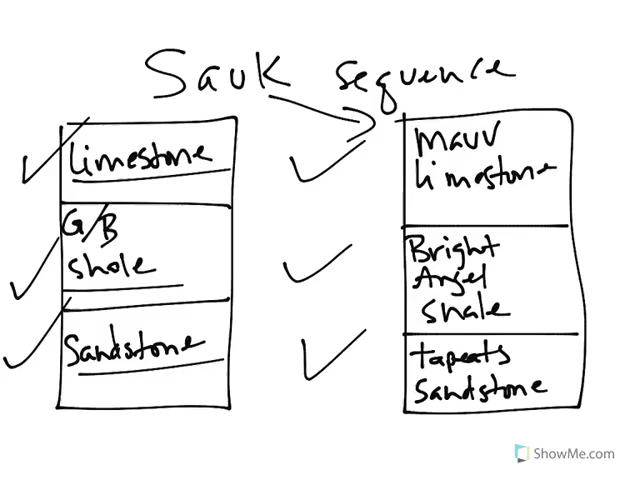 Sauk sequence
Limestone
G/B
shale
Sandstone
Mauv
Limestone
Bright
Angel
Shale
tapeats
Sandstone
ShowMe.com